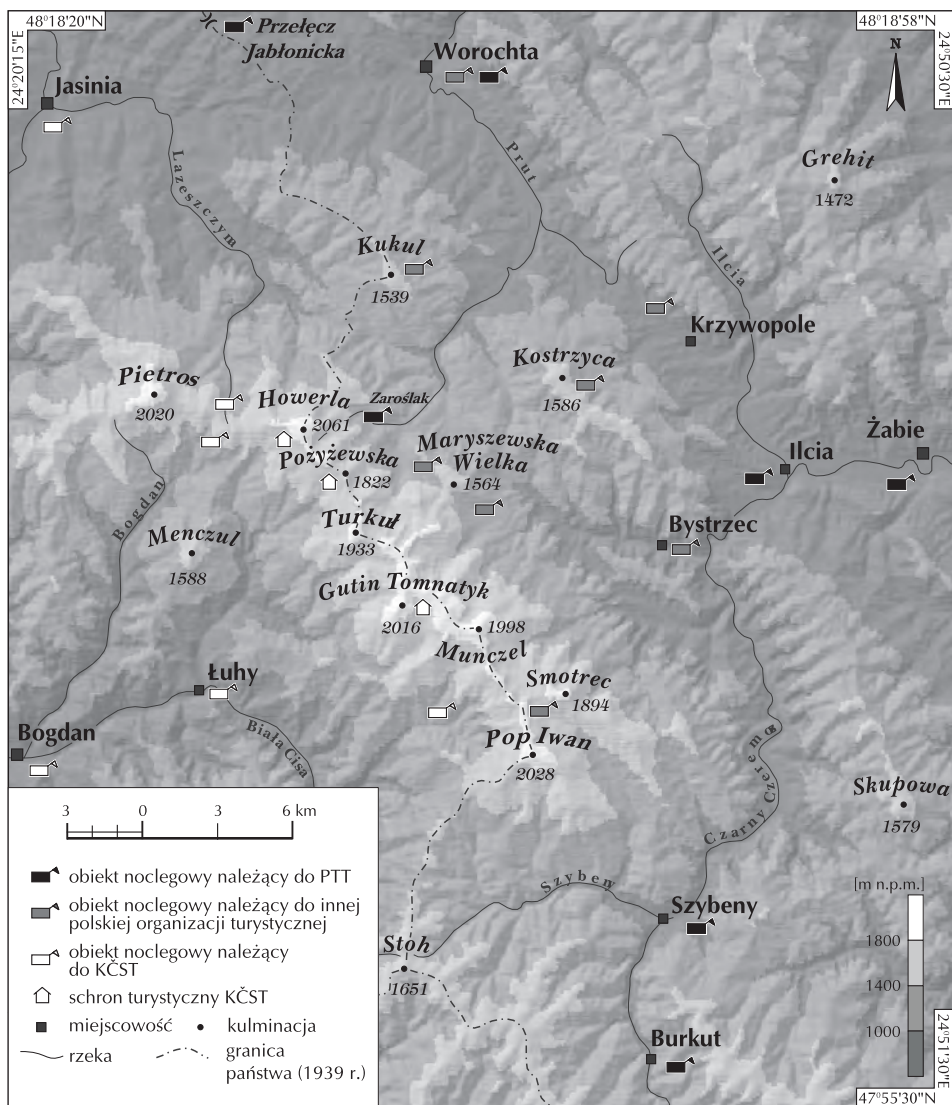 48°18'20"N
48°18'58"N
24°20'15"E
24°50'30"E
Przełęcz
Jabłonicka
Worochta
N
Jasinia
Prut
Lazeszczym
Grehit
1472
Kukul
1539
Ilcia
Krzywopole
Kostrzyca
1586
Pietros
2020
Howerla
2061
Zaroślak
Maryszewska
Wielka
1564
Pożyżewska
1822
Żabie
Ilcia
Bogdan
Turkuł
1933
Bystrzec
Menczul
1588
Gutin Tomnatyk
2016
1998
Munczel
Łuhy
Smotrec
1894
Bogdan
Biała Cisa
Pop Iwan
2028
Czarny Czeremosz
Skupowa
1579
3 0 3 6 km
obiekt noclegowy należący do PTT
obiekt noclegowy należący do innej
polskiej organizacji turystycznej
obiekt noclegowy należący
do KČST
schron turystyczny KČST
miejscowość
kulminacja
rzeka
granica
państwa (1939 r.)
Szybeny
Szybeny
Stoh
1651
Burkut
[m n.p.m.]
1800
1400
1000
24°51'30"E
47°55'30"N